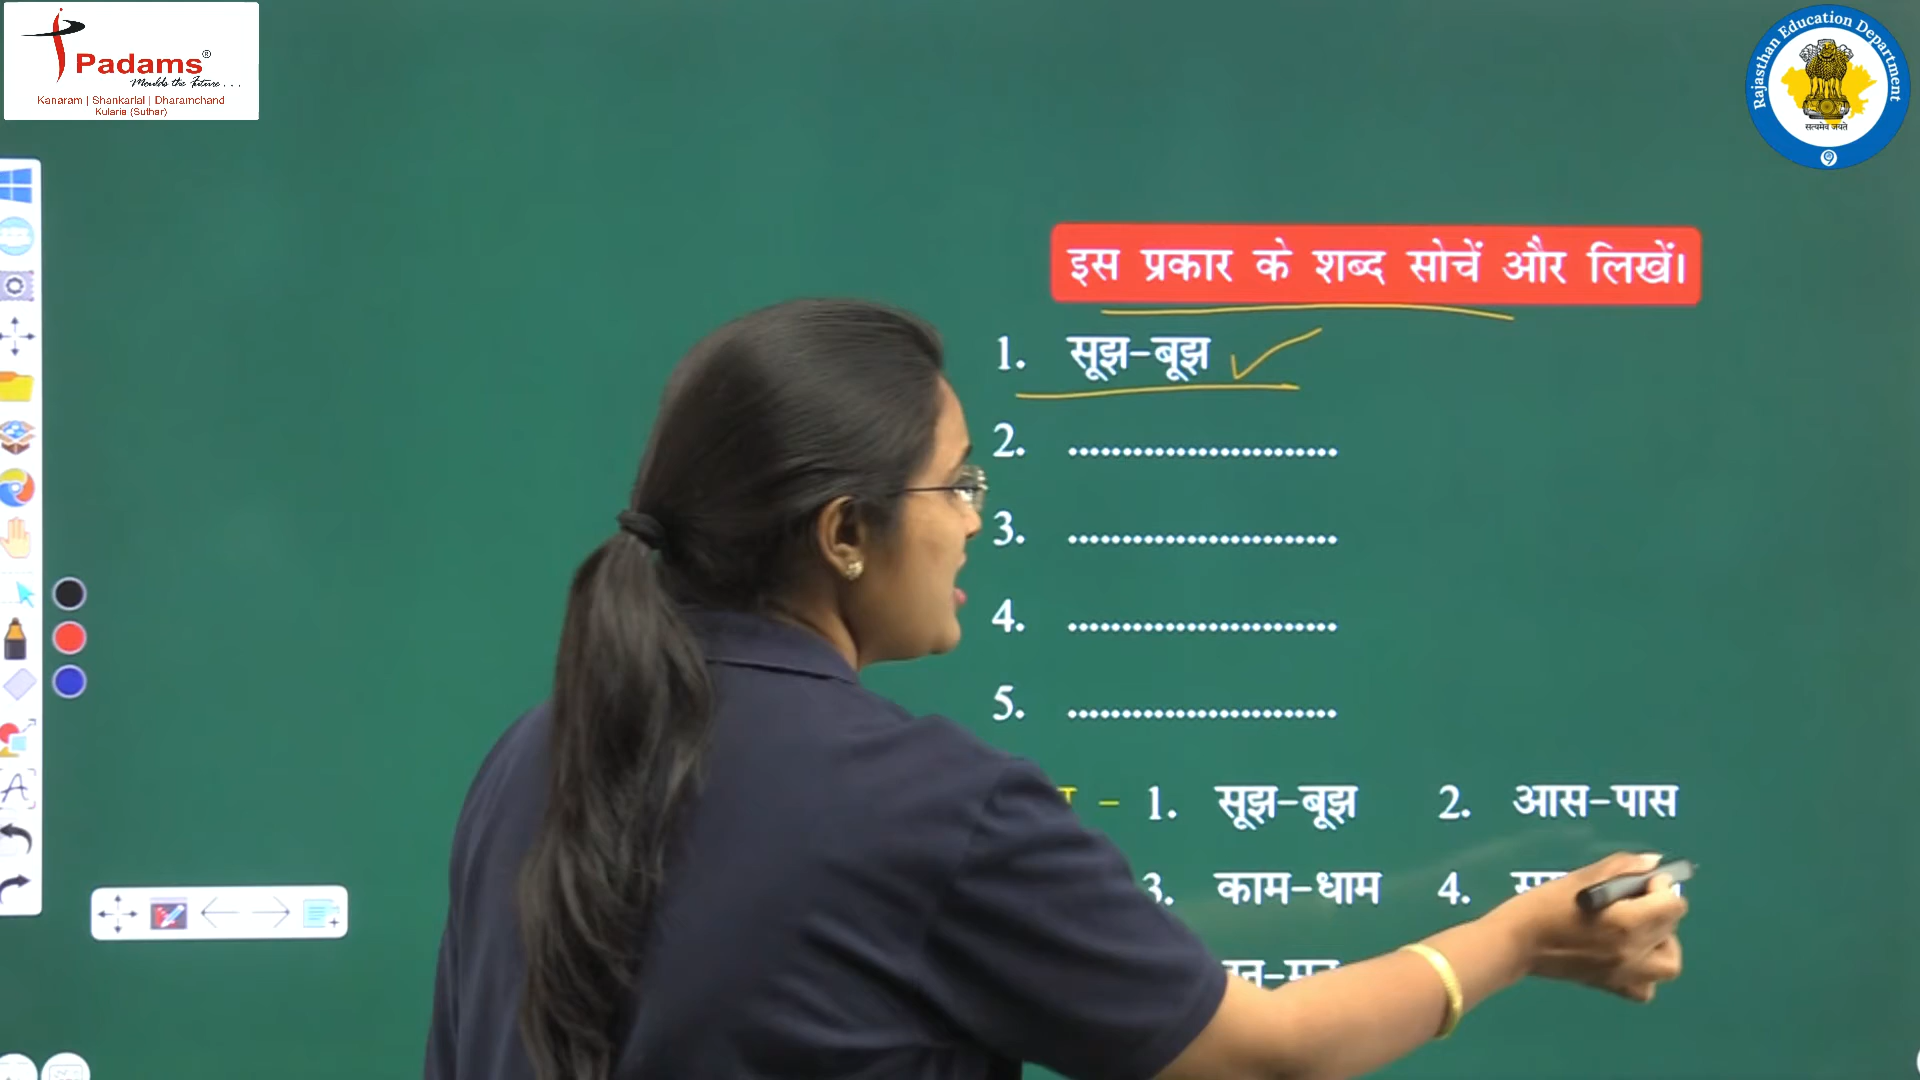 Padams®
Moulds the Future . . .
Kanaram | Shankarlal | Dharamchand
Kularia (Suthar)
Rajasthan Education Department
सत्यमेव जयते
इस प्रकार के शब्द सोचें और लिखें।
1. सूझ-बूझ
2. ........................
3. ........................
4. ........................
5. ........................
– 1. सूझ-बूझ 2. आस-पास
3. काम-धाम 4.